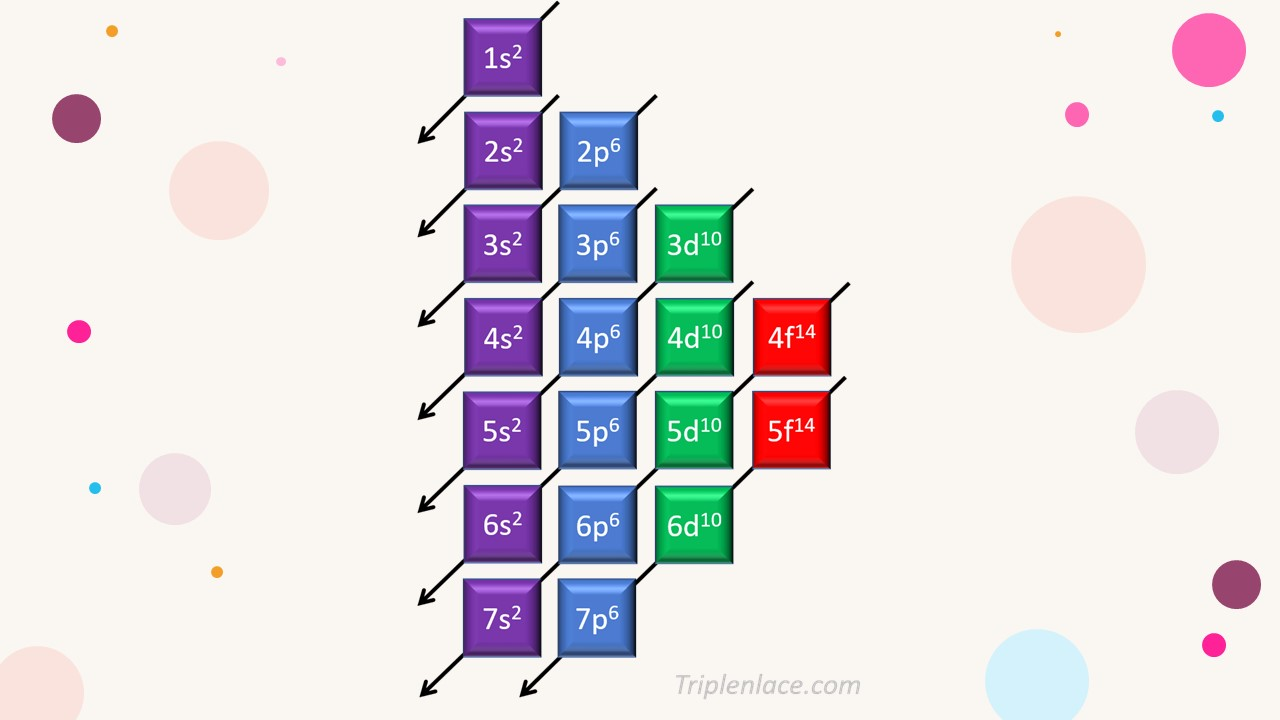 1s²
2s² 2p⁶
3s² 3p⁶ 3d¹⁰
4s² 4p⁶ 4d¹⁰ 4f¹⁴
5s² 5p⁶ 5d¹⁰ 5f¹⁴
6s² 6p⁶ 6d¹⁰
7s² 7p⁶
Triplenlace.com